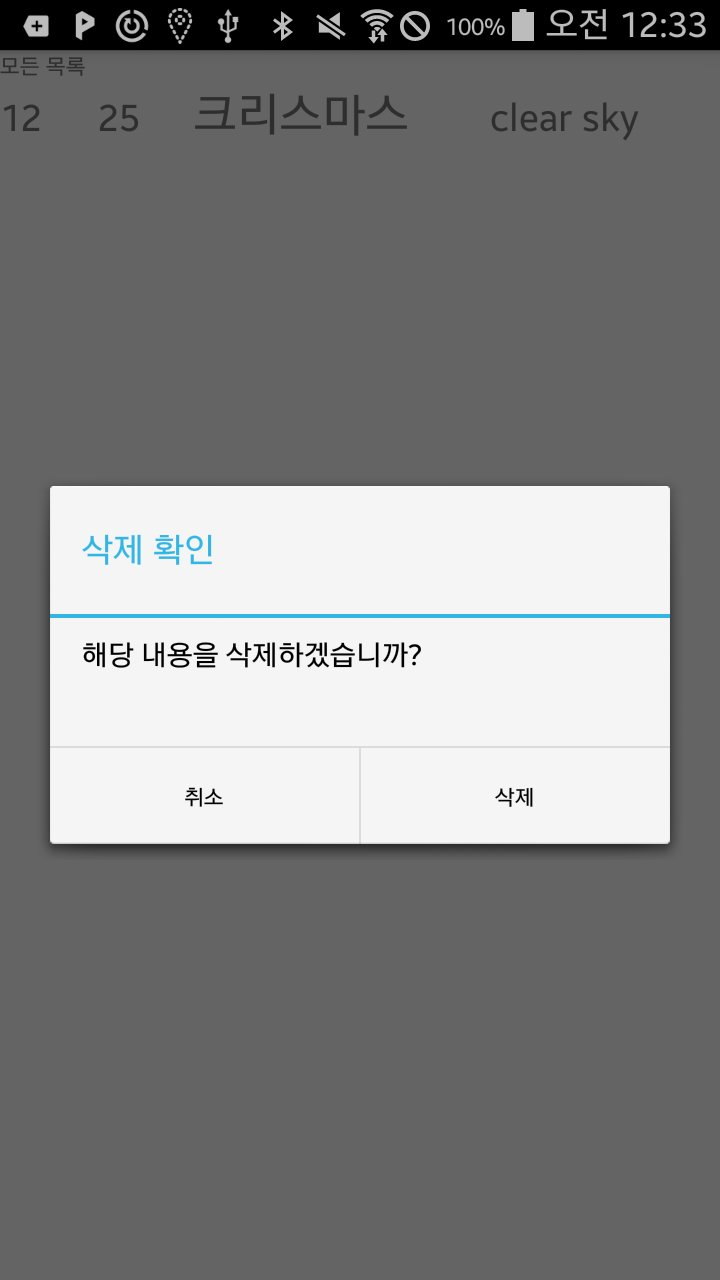 100% 오전 12:33
모든 목록
12 25 크리스마스 clear sky
삭제 확인
해당 내용을 삭제하겠습니까?
취소 삭제